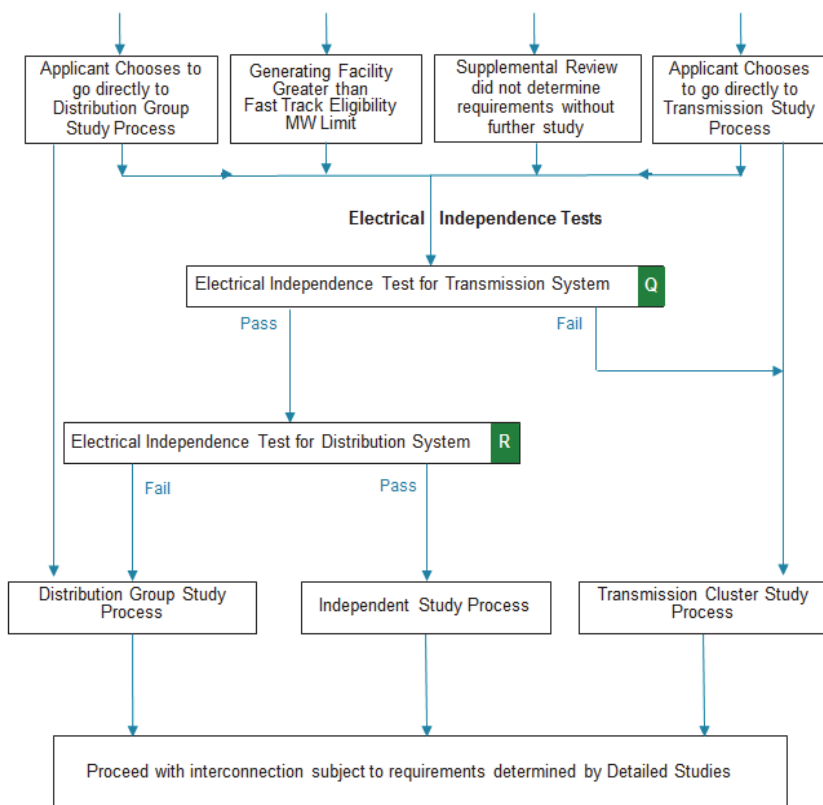 Applicant Chooses to
go directly to
Distribution Group
Study Process
Generating Facility
Greater than
Fast Track Eligibility
MW Limit
Supplemental Review
did not determine
requirements without
further study
Applicant Chooses
to go directly to
Transmission Study
Process
Electrical Independence Tests
Electrical Independence Test for Transmission System Q
Pass Fail
Electrical Independence Test for Distribution System R
Fail Pass
Distribution Group Study
Process
Independent Study Process
Transmission Cluster Study
Process
Proceed with interconnection subject to requirements determined by Detailed Studies